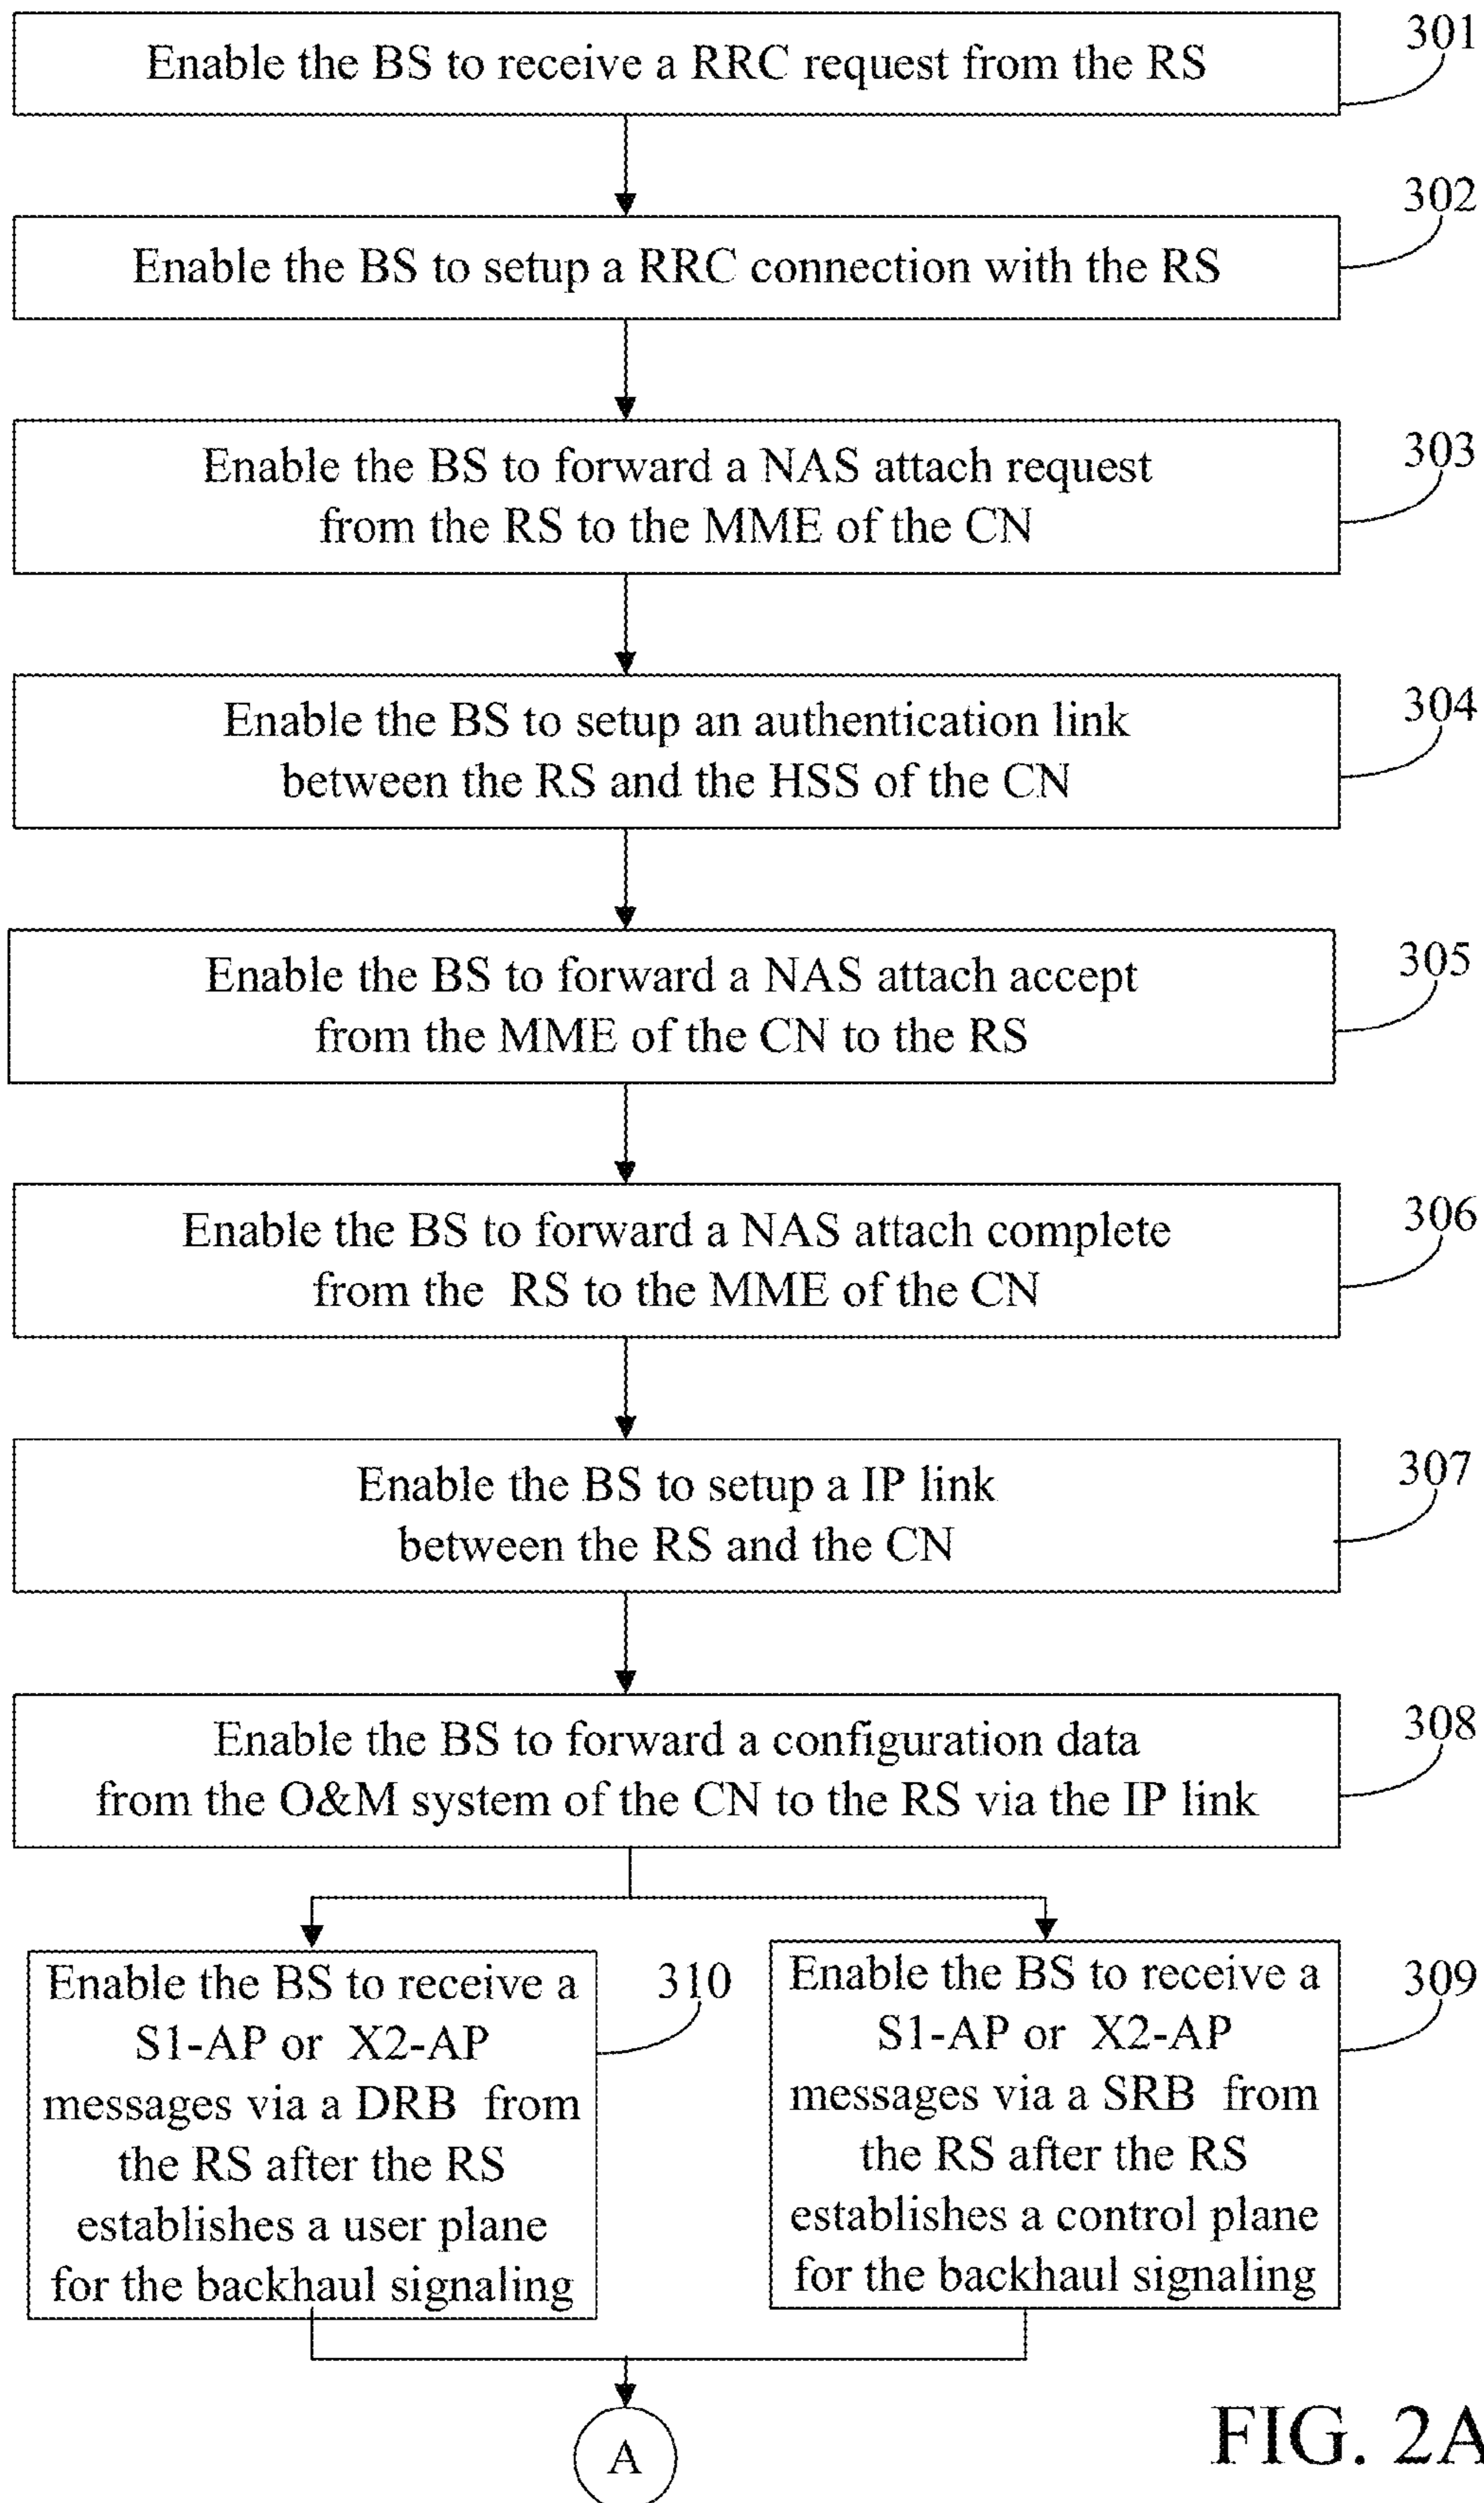 301
Enable the BS to receive a RRC request from the RS
302
Enable the BS to setup a RRC connection with the RS
303
Enable the BS to forward a NAS attach request
from the RS to the MME of the CN
304
Enable the BS to setup an authentication link
between the RS and the HSS of the CN
305
Enable the BS to forward a NAS attach accept
from the MME of the CN to the RS
306
Enable the BS to forward a NAS attach complete
from the RS to the MME of the CN
307
Enable the BS to setup a IP link
between the RS and the CN
308
Enable the BS to forward a configuration data
from the O&M system of the CN to the RS via the IP link
310
Enable the BS to receive a
S1-AP or X2-AP
messages via a DRB from
the RS after the RS
establishes a user plane
for the backhaul signaling
309
Enable the BS to receive a
S1-AP or X2-AP
messages via a SRB from
the RS after the RS
establishes a control plane
for the backhaul signaling
A
FIG. 2A